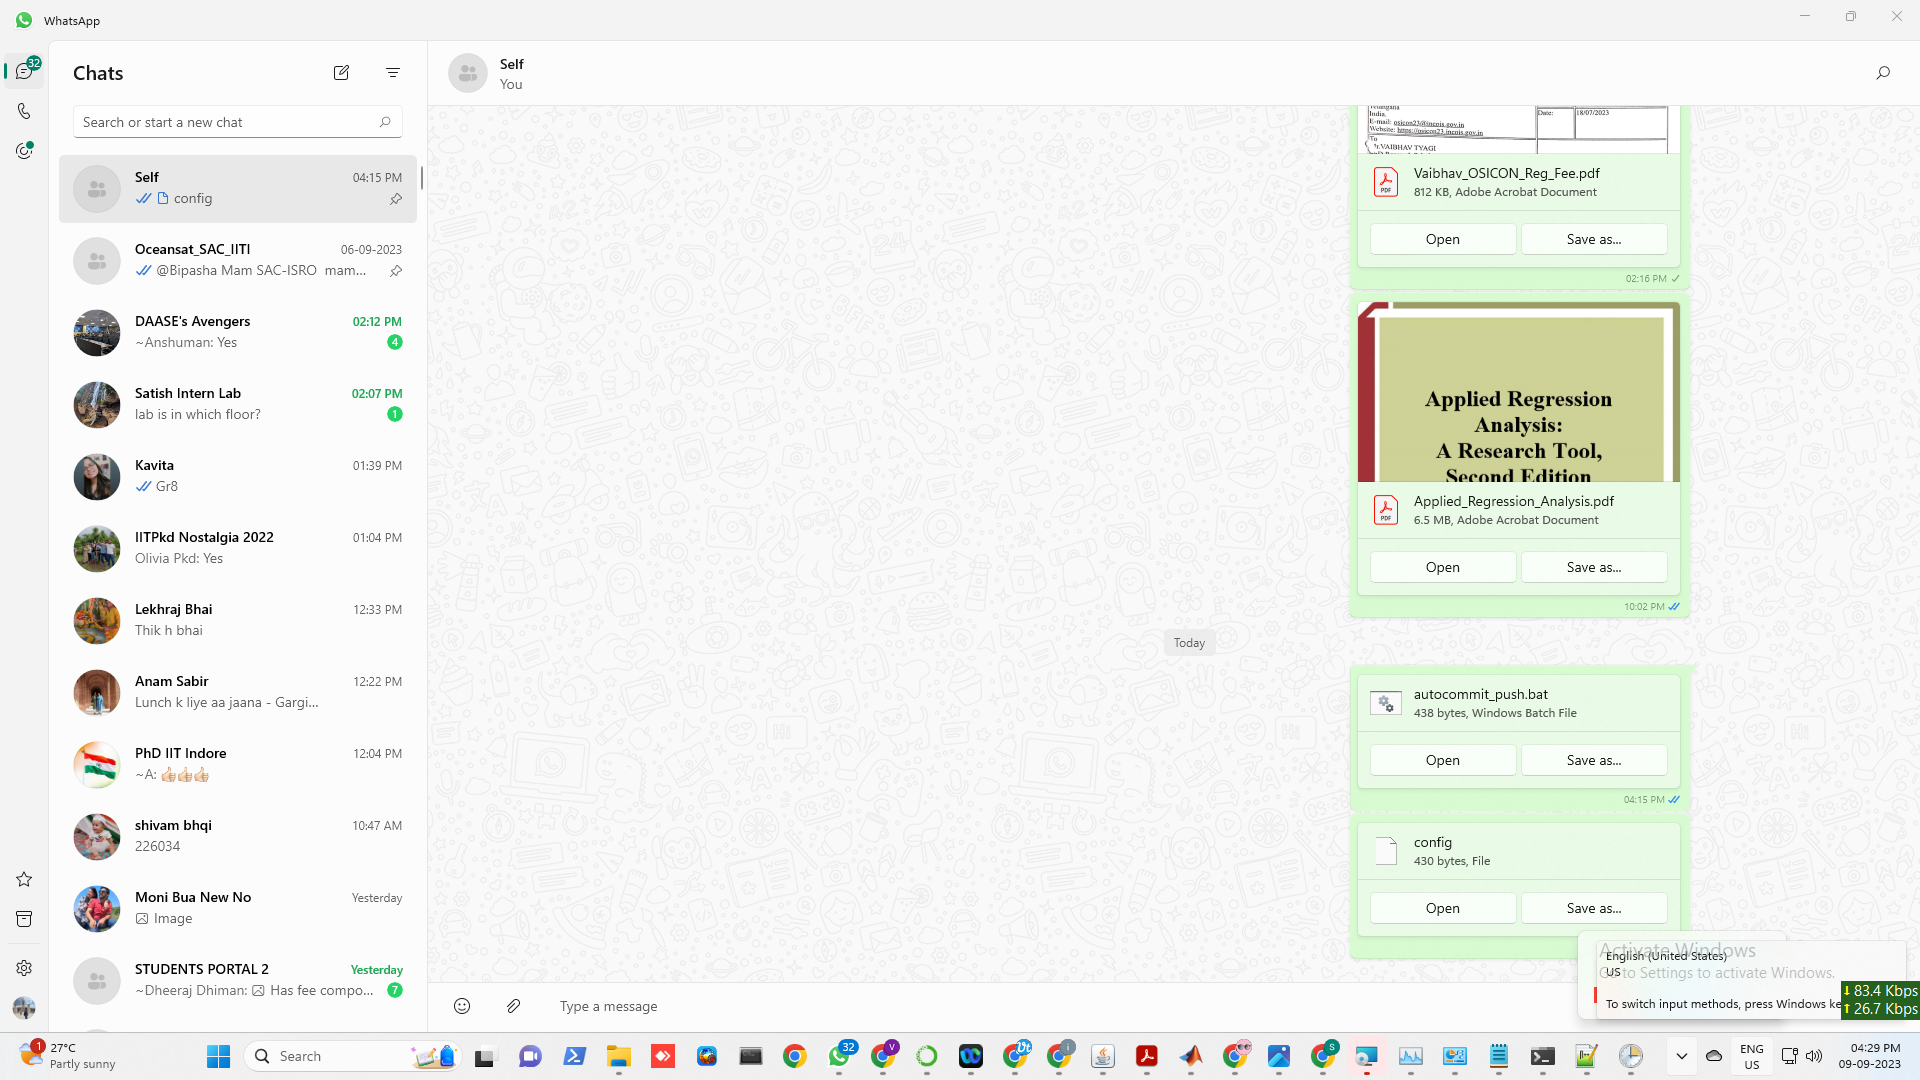 WhatsApp
32
Chats
Search or start a new chat
Self
04:15 PM
config
Oceansat_SAC_IITI
06-09-2023
@Bipasha Mam SAC-ISRO mam...
DAASE's Avengers
02:12 PM
~Anshuman: Yes
4
Satish Intern Lab
02:07 PM
lab is in which floor?
1
Kavita
01:39 PM
Gr8
IITPkd Nostalgia 2022
01:04 PM
Olivia Pkd: Yes
Lekhraj Bhai
12:33 PM
Thik h bhai
Anam Sabir
12:22 PM
Lunch k liye aa jaana - Gargi...
PhD IIT Indore
12:04 PM
~A: 👍🏻👍🏻👍🏻
shivam bhqi
10:47 AM
226034
Moni Bua New No
Yesterday
Image
STUDENTS PORTAL 2
Yesterday
~Dheeraj Dhiman: Has fee compo...
7
Self
You
Telangana
India.
E-mail: osicon23@incois.gov.in
Website: https://osicon23.incois.gov.in
Date: 18/07/2023
To
Mr.VAIBHAV TYAGI
Vaibhav_OSICON_Reg_Fee.pdf
812 KB, Adobe Acrobat Document
Open
Save as...
02:16 PM
Applied Regression
Analysis:
A Research Tool,
Second Edition
PDF
Applied_Regression_Analysis.pdf
6.5 MB, Adobe Acrobat Document
Open
Save as...
10:02 PM
Today
autocommit_push.bat
438 bytes, Windows Batch File
Open
Save as...
04:15 PM
config
430 bytes, File
Open
Save as...
Type a message
Activate Windows
Go to Settings to activate Windows.
English (United States)
US
To switch input methods, press Windows ke
83.4 Kbps
26.7 Kbps
1
27°C
Partly sunny
Search
32
V
S
ENG
US
04:29 PM
09-09-2023